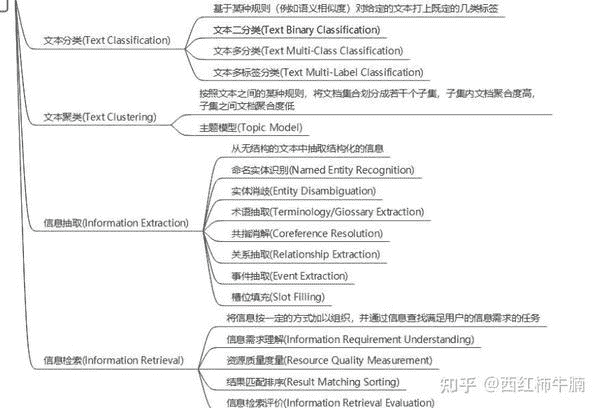 基于某种规则（例如语义相似度）对给定的文本打上既定的几类标签
文本分类(Text Classification)
文本二分类(Text Binary Classification)
文本多分类(Text Multi-Class Classification)
文本多标签分类(Text Multi-Label Classification)
按照文本之间的某种规则，将文档集合划分成若干个子集，子集内文档聚合度高，
子集之间文档聚合度低
文本聚类(Text Clustering)
主题模型(Topic Model)
从无结构的文本中抽取结构化的信息
命名实体识别(Named Entity Recognition)
实体消歧(Entity Disambiguation)
术语抽取(Terminology/Giossary Extraction)
信息抽取(Information Extraction)
共指消解(Coreference Resolution)
关系抽取(Relationship Extraction)
事件抽取(Event Extraction)
槽位填充(Slot Filling)
将信息按一定的方式加以组织，并通过信息查找满足用户的信息需求的任务
信息需求理解(Information Requirement Understanding)
信息检索(Information Retrieval)
资源质量度量(Resource Quality Measurement)
结果匹配排序(Result Matching Sorting)
信息检索评价(Information Retrieval Evaluation)
知乎 @西红柿牛腩